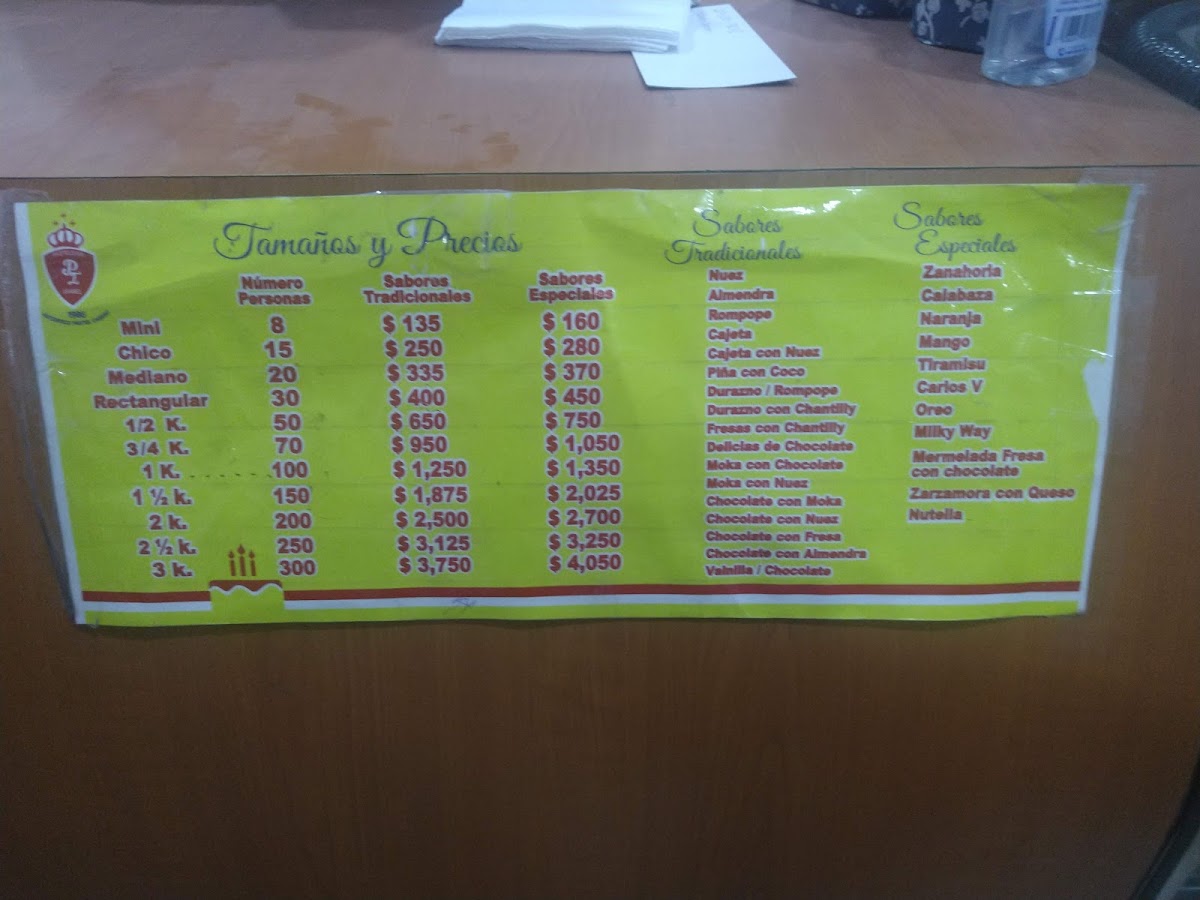 Tamaños y Precios
Número Personas Sabores Tradicionales Sabores Especiales
Mini 8 $ 135 $ 160
Chico 15 $ 250 $ 280
Mediano 20 $ 335 $ 370
Rectangular 30 $ 400 $ 450
1/2 K. 50 $ 650 $ 750
3/4 K. 70 $ 950 $ 1,050
1 K. ......... 100 $ 1,250 $ 1,350
1 ½ k. 150 $ 1,875 $ 2,025
2 k. 200 $ 2,500 $ 2,700
2 ½ k. 250 $ 3,125 $ 3,250
3 k. 300 $ 3,750 $ 4,050
Sabores
Tradicionales
Nuez
Almendra
Rompope
Cajeta
Cajeta con Nuez
Piña con Coco
Durazno / Rompope
Durazno con Chantilly
Fresas con Chantilly
Delicias de Chocolate
Moka con Chocolate
Moka con Nuez
Chocolate con Moka
Chocolate con Nuez
Chocolate con Fresa
Chocolate con Almendra
Vainilla / Chocolate
Sabores
Especiales
Zanahoria
Calabaza
Naranja
Mango
Tiramisu
Carlos V
Oreo
Milky Way
Mermelada Fresa
con chocolate
Zarzamora con Queso
Nutella